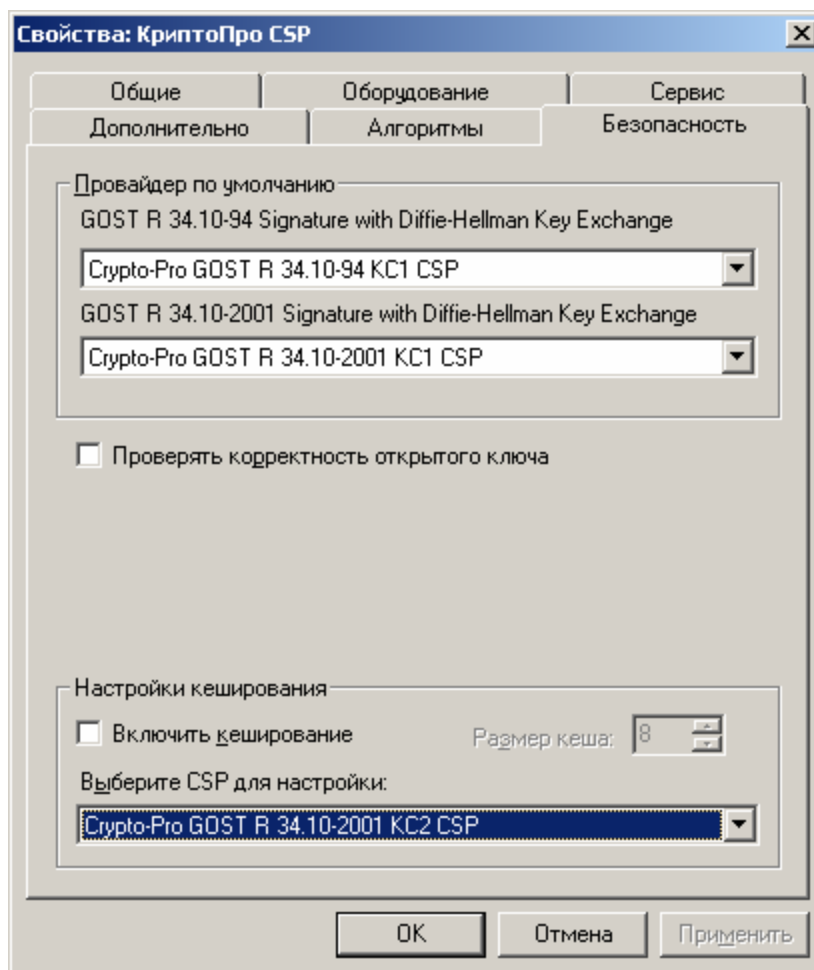 Свойства: КриптоПро CSP
Общие Оборудование Сервис
Дополнительно Алгоритмы Безопасность
Провайдер по умолчанию
GOST R 34.10-94 Signature with Diffie-Hellman Key Exchange
Crypto-Pro GOST R 34.10-94 KC1 CSP
GOST R 34.10-2001 Signature with Diffie-Hellman Key Exchange
Crypto-Pro GOST R 34.10-2001 KC1 CSP
Проверять корректность открытого ключа
Настройки кеширования
Включить кеширование Размер кеша: 8
Выберите CSP для настройки:
Crypto-Pro GOST R 34.10-2001 KC2 CSP
OK Отмена Применить